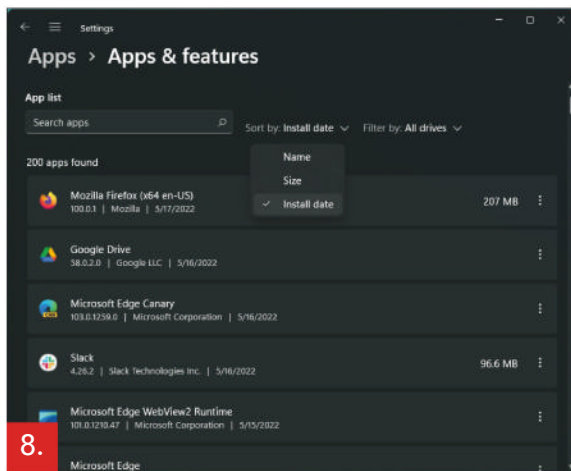 Settings
Apps > Apps & features
App list
Search apps
Sort by: Install date
Filter by: All drives
200 apps found
Name
Size
Install date
Mozilla Firefox (x64 en-US)
100.0.1 | Mozilla | 5/17/2022
207 MB
Google Drive
58.0.2.0 | Google LLC | 5/16/2022
Microsoft Edge Canary
103.0.1259.0 | Microsoft Corporation | 5/16/2022
Slack
4.26.2 | Slack Technologies Inc. | 5/16/2022
96.6 MB
Microsoft Edge WebView2 Runtime
101.0.1210.47 | Microsoft Corporation | 5/15/2022
Microsoft Edge
8.